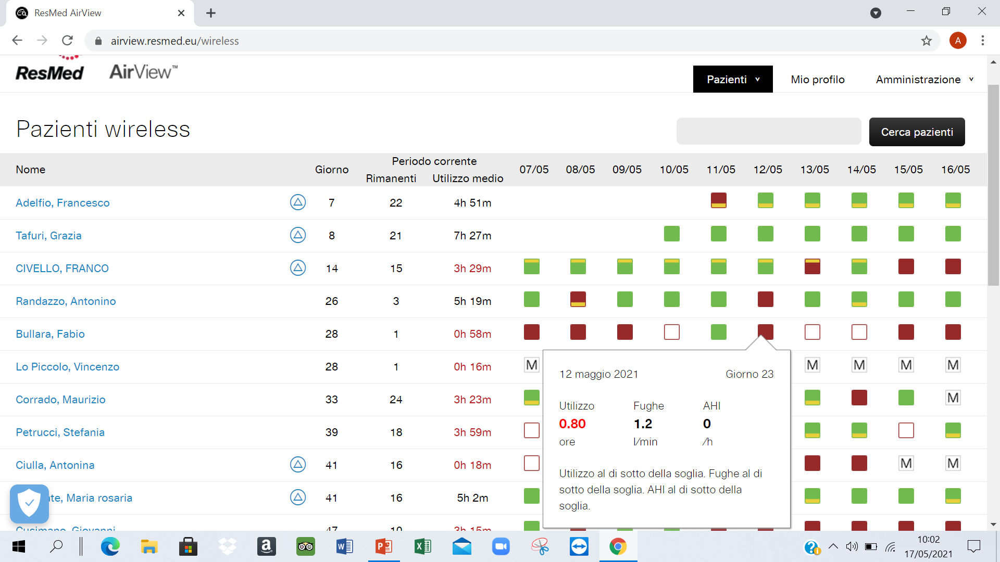 ResMed AirView
airview.resmed.eu/wireless
A
ResMed AirView™
Pazienti Mio profilo Amministrazione
Pazienti wireless
Cerca pazienti
Periodo corrente
Nome Giorno Rimanenti Utilizzo medio 07/05 08/05 09/05 10/05 11/05 12/05 13/05 14/05 15/05 16/05
Adelfio, Francesco 7 22 4h 51m
Tafuri, Grazia 8 21 7h 27m
CIVELLO, FRANCO 14 15 3h 29m
Randazzo, Antonino 26 3 5h 19m
Bullara, Fabio 28 1 0h 58m
Lo Piccolo, Vincenzo 28 1 0h 16m M M M M M
Corrado, Maurizio 33 24 3h 23m M
Petrucci, Stefania 39 18 3h 59m
Ciulla, Antonina 41 16 0h 18m M M
te, Maria rosaria 41 16 5h 2m
Cusimano, Giovanni 47 10 3h 15m
12 maggio 2021 Giorno 23
Utilizzo Fughe AHI
0.80 1.2 0
ore l/min /h
Utilizzo al di sotto della soglia. Fughe al di
sotto della soglia. AHI al di sotto della
soglia.
10:02
17/05/2021